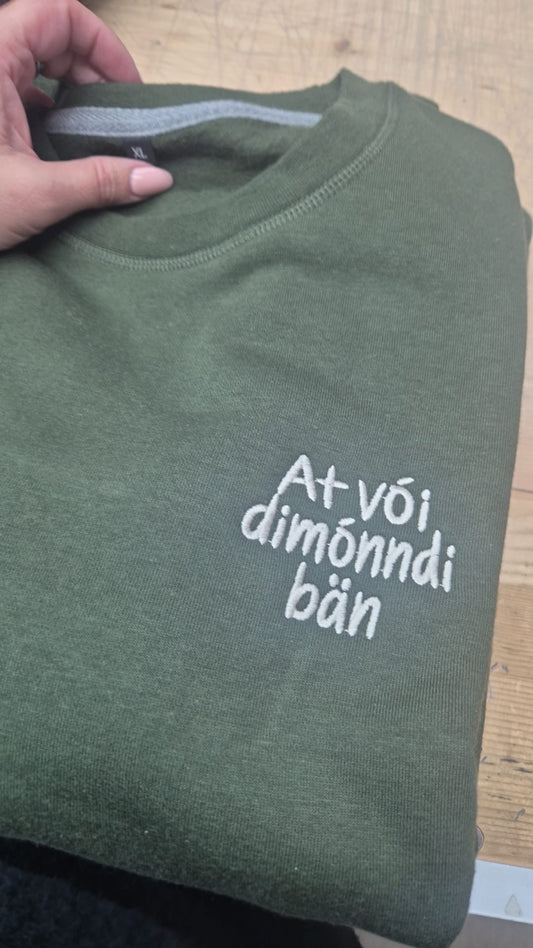 XL
At vói
dimónndi
bän